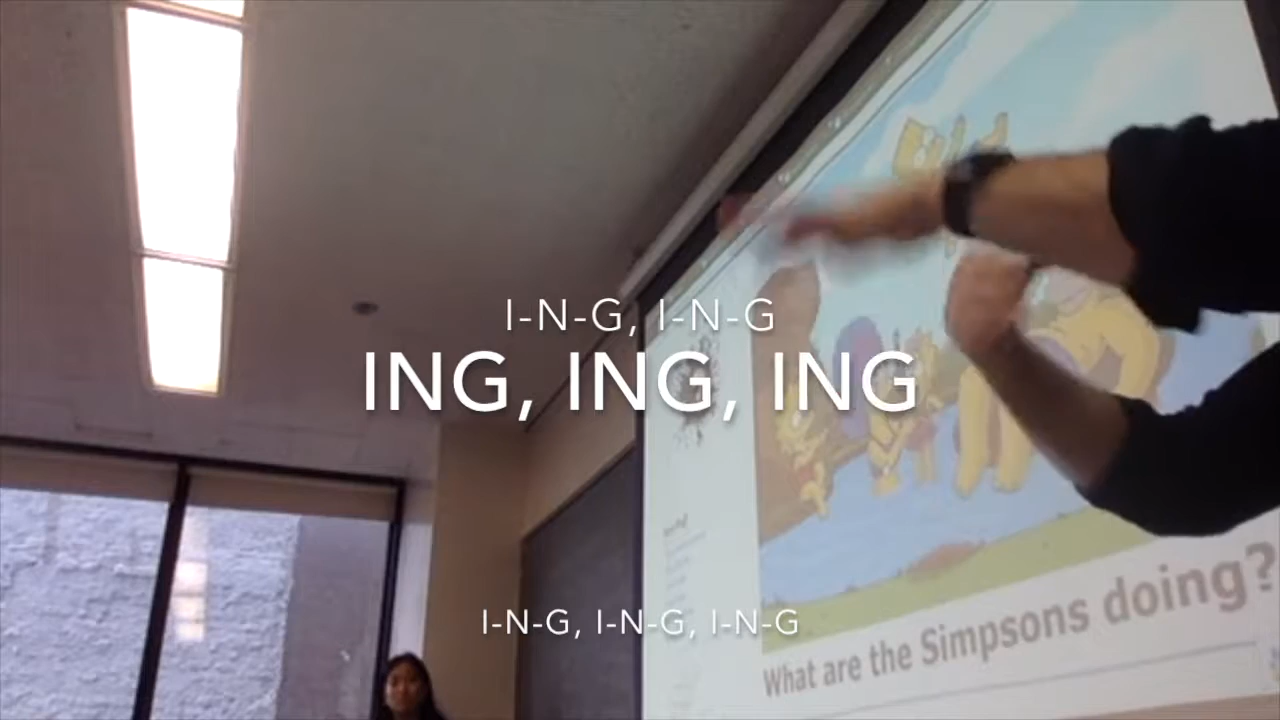 I-N-G, I-N-G
ING, ING, ING
I-N-G, I-N-G, I-N-G
What are the Simpsons doing?